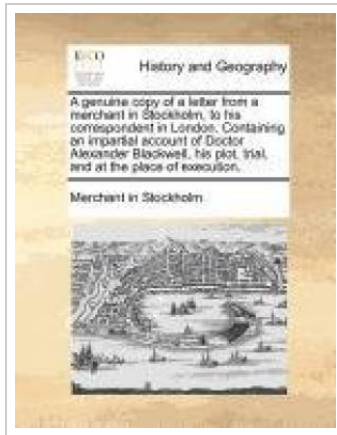 ECCO
History and Geography
A genuine copy of a letter from a
merchant in Stockholm, to his
correspondent in London. Containing
an impartial account of Doctor
Alexander Blackwell, his plot, trial,
and at the place of execution.
Merchant in Stockholm